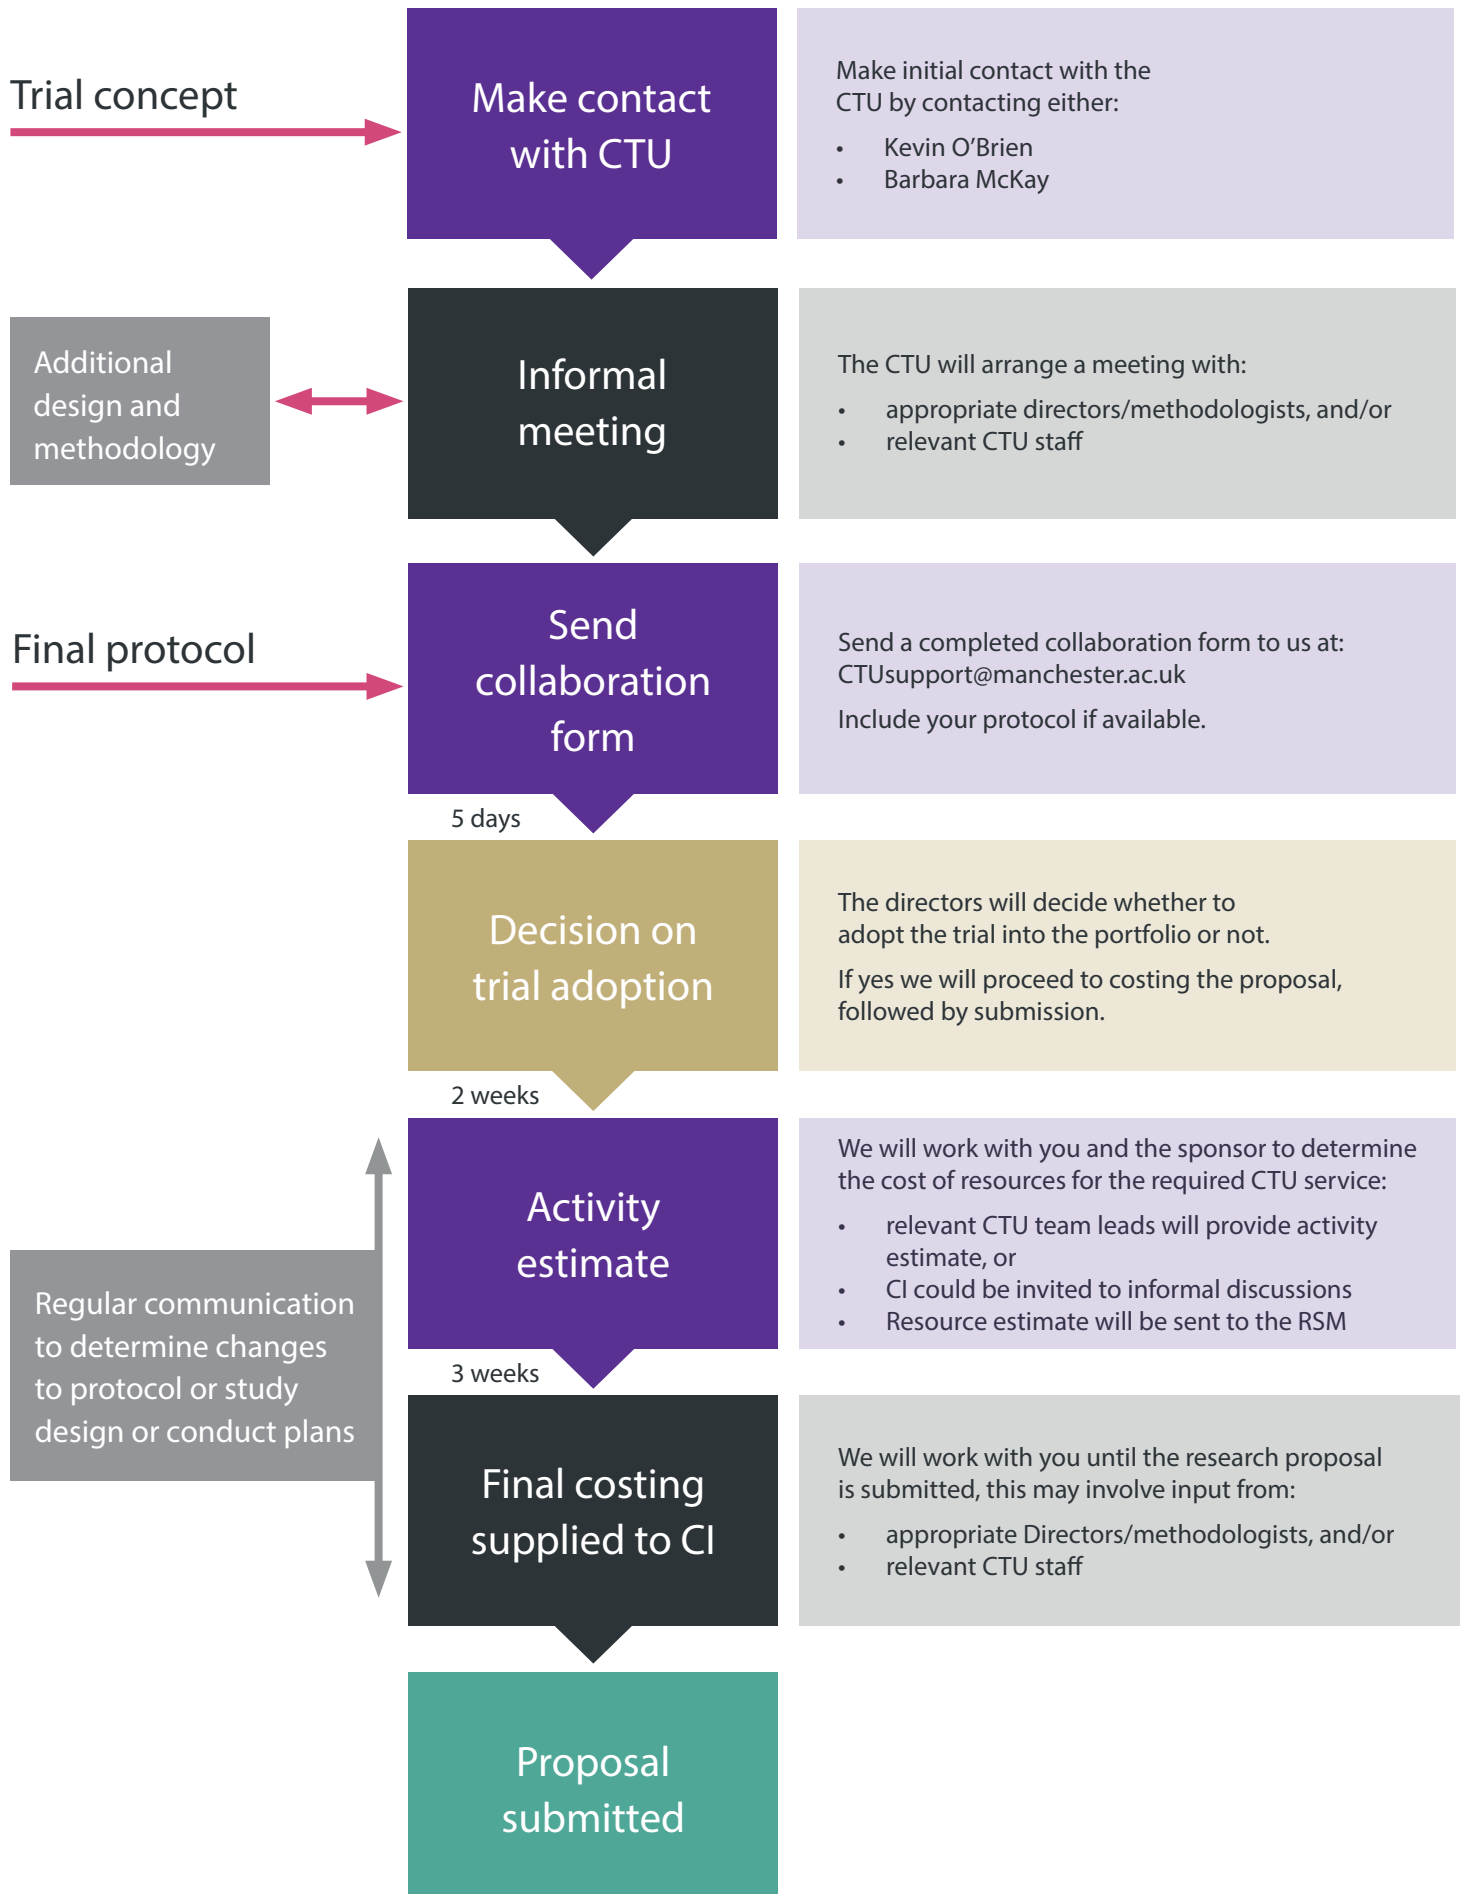 Trial concept
Make contact
with CTU
Make initial contact with the
CTU by contacting either:
• Kevin O’Brien
• Barbara McKay
Additional
design and
methodology
Informal
meeting
The CTU will arrange a meeting with:
• appropriate directors/methodologists, and/or
• relevant CTU staff
Final protocol
Send
collaboration
form
Send a completed collaboration form to us at:
CTUsupport@manchester.ac.uk
Include your protocol if available.
5 days
Decision on
trial adoption
The directors will decide whether to
adopt the trial into the portfolio or not.
If yes we will proceed to costing the proposal,
followed by submission.
2 weeks
Activity
estimate
We will work with you and the sponsor to determine
the cost of resources for the required CTU service:
• relevant CTU team leads will provide activity
estimate, or
• CI could be invited to informal discussions
• Resource estimate will be sent to the RSM
Regular communication
to determine changes
to protocol or study
design or conduct plans
3 weeks
Final costing
supplied to CI
We will work with you until the research proposal
is submitted, this may involve input from:
• appropriate Directors/methodologists, and/or
• relevant CTU staff
Proposal
submitted